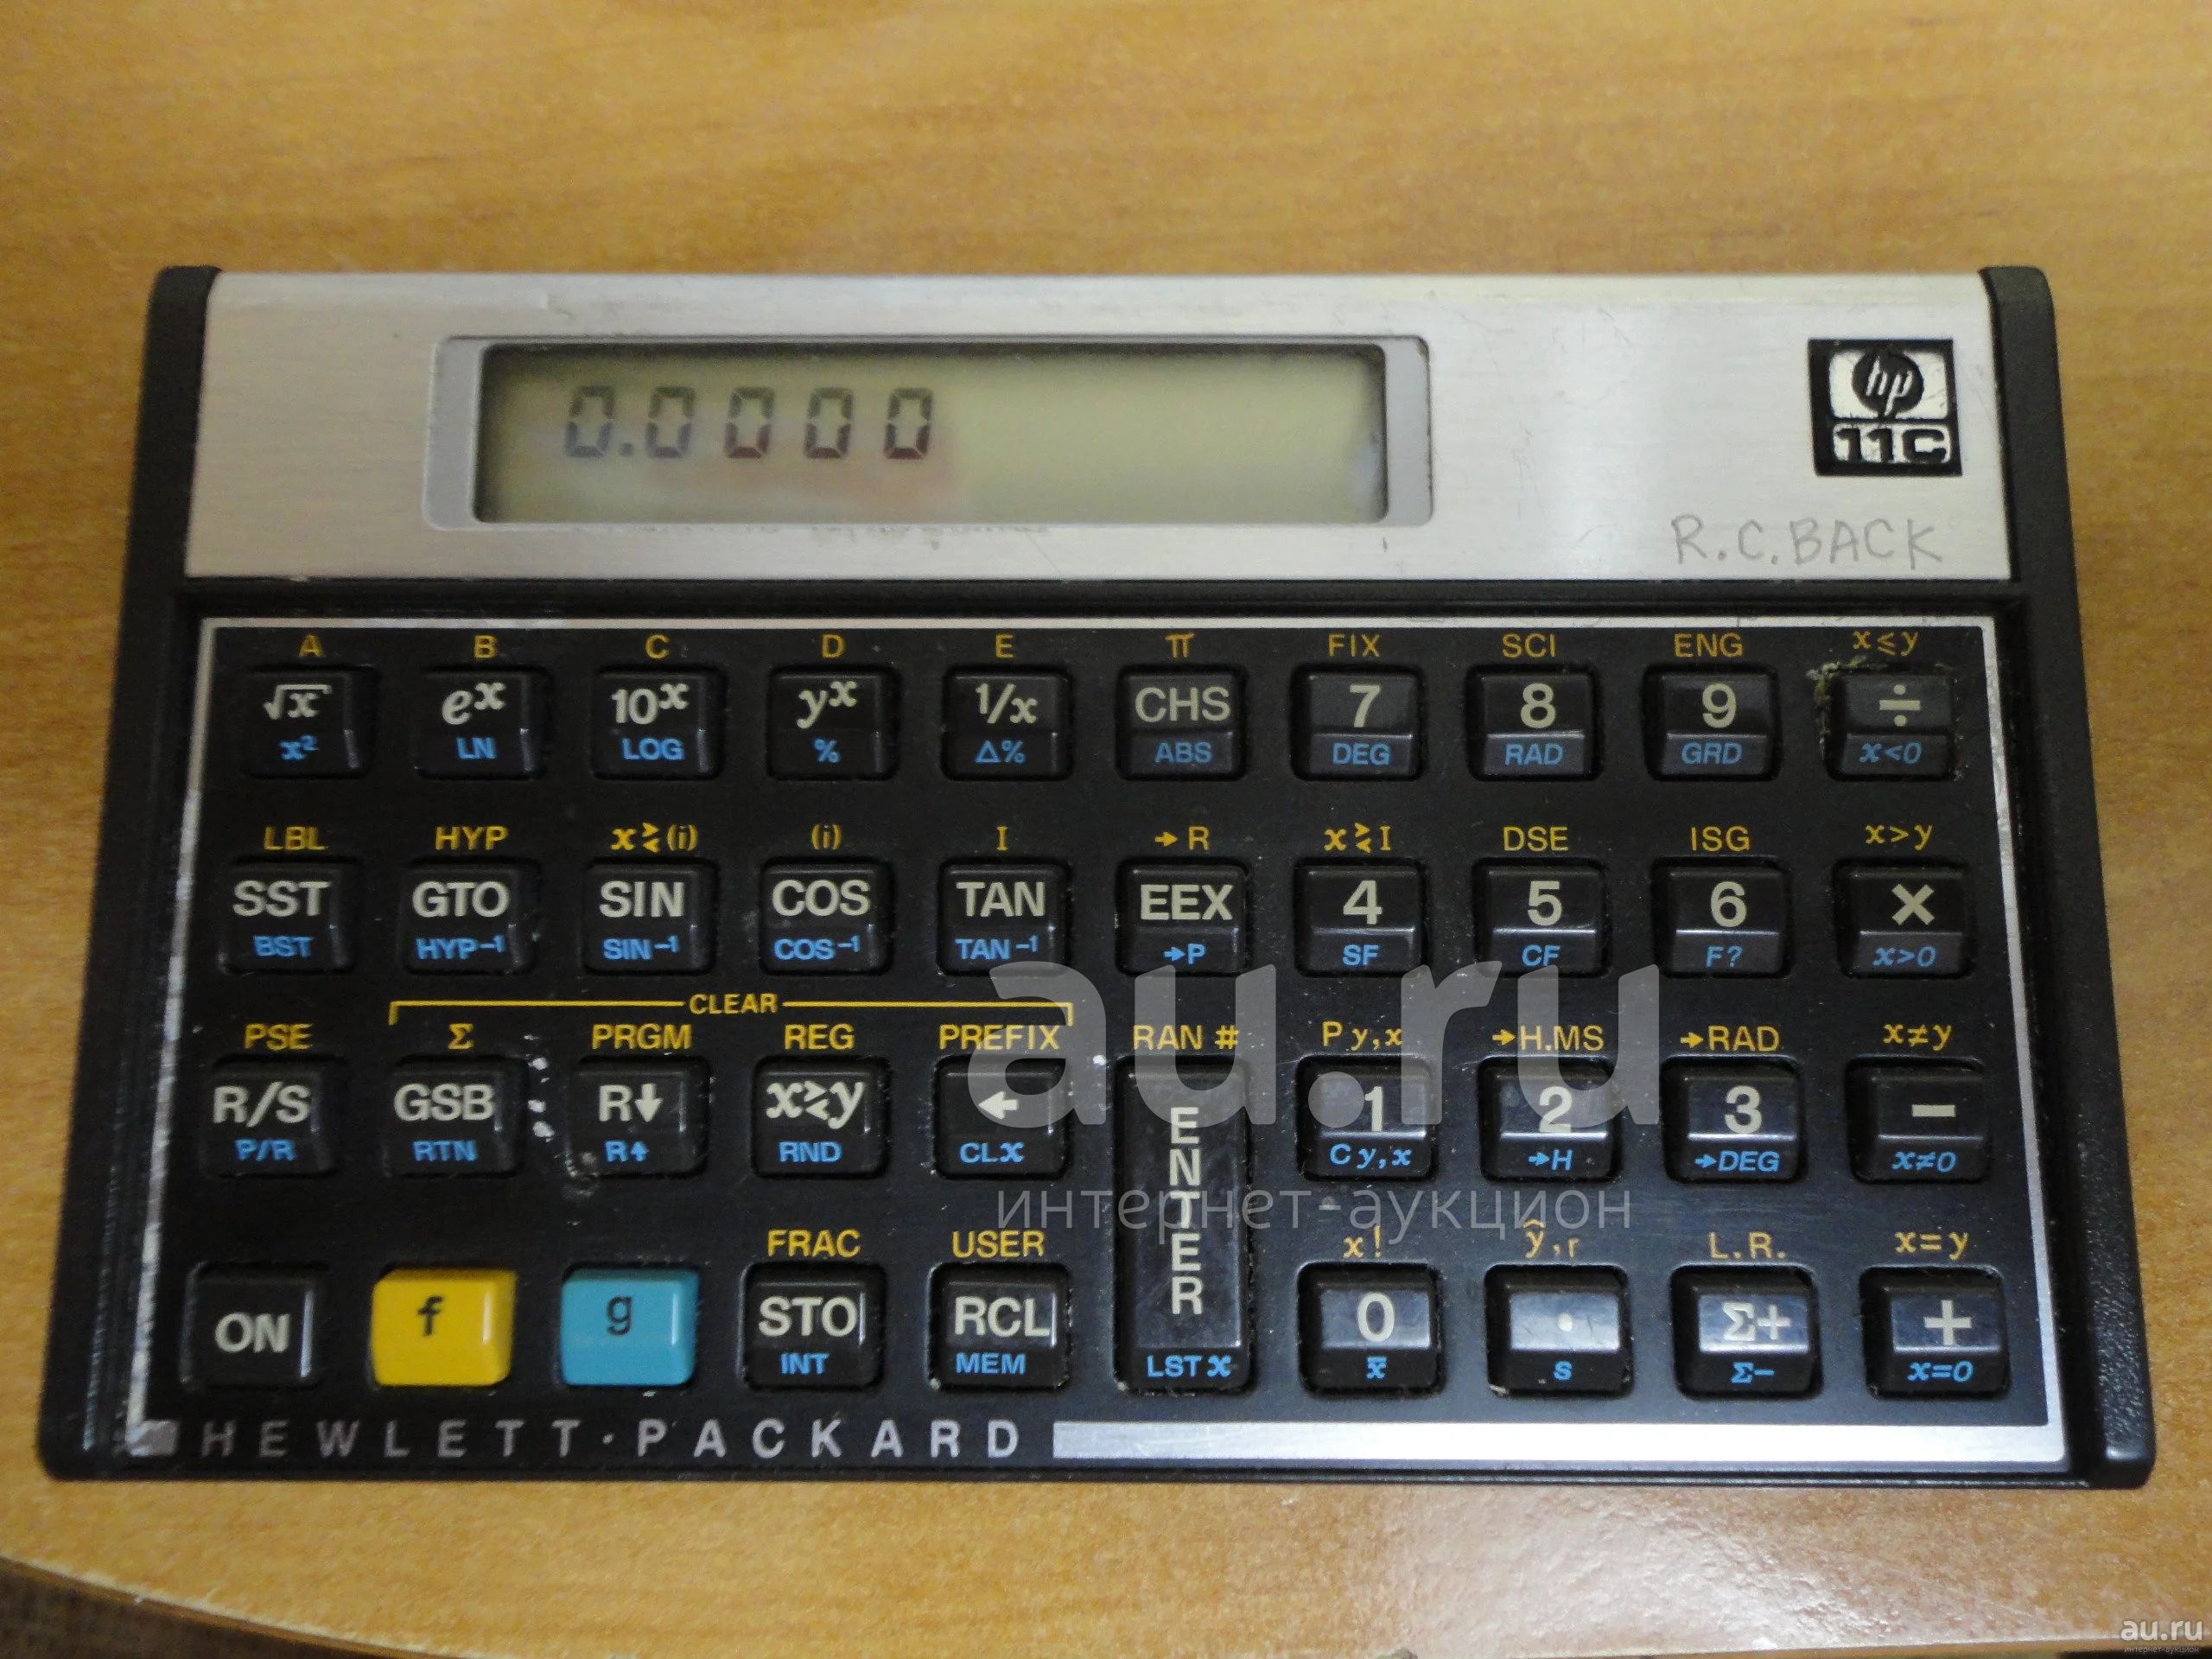 0.0000
hp
11C
R.C.BACK
A B C D E π FIX SCI ENG x≤y
√x eˣ 10ˣ yˣ 1/x CHS 7 8 9 ÷
x² LN LOG % Δ% ABS DEG RAD GRD x<0
LBL HYP x≷(i) (i) I →R x≷I DSE ISG x>y
SST GTO SIN COS TAN EEX 4 5 6 ×
BST HYP⁻¹ SIN⁻¹ COS⁻¹ TAN⁻¹ →P SF CF F? x>0
CLEAR
PSE Σ PRGM REG PREFIX RAN # Py,x →H.MS →RAD x≠y
R/S GSB R↓ x≷y ← ENTER 1 2 3 −
P/R RTN R↑ RND CLx Cy,x →H →DEG x≠0
FRAC USER x! ŷ,r L.R. x=y
ON f g STO RCL 0 . Σ+ +
INT MEM LSTx x̄ s Σ− x=0
HEWLETT·PACKARD
au.ru
интернет-аукцион
au.ru
интернет-аукцион